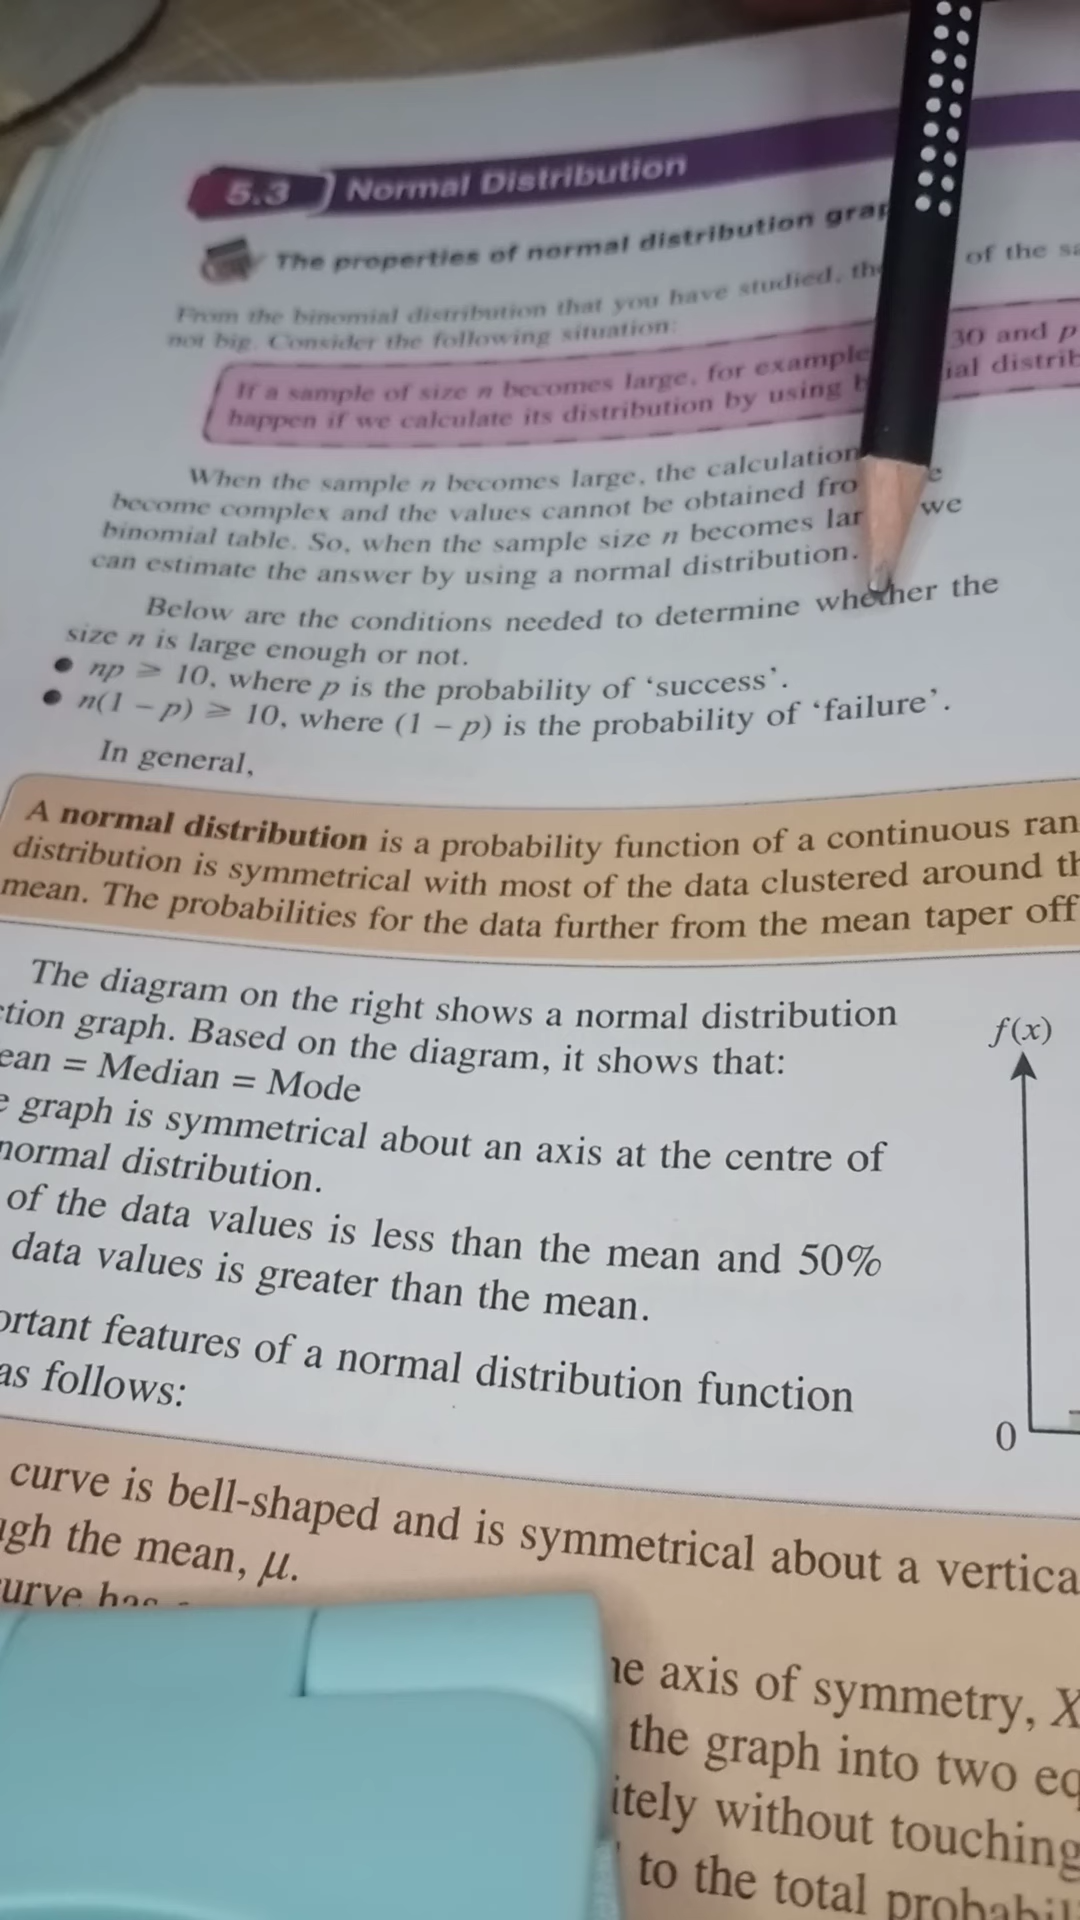 5.3 Normal Distribution
The properties of normal distribution
From the binomial distribution that you have studied, of the
not big. Consider the following situation:
If a sample of size n becomes large, for example 30 and p
happen if we calculate its distribution by using
When the sample n becomes large, the calculation
become complex and the values cannot be obtained
binomial table. So, when the sample size n becomes we
can estimate the answer by using a normal distribution.
Below are the conditions needed to determine whether the
size n is large enough or not.
• np ⩾ 10, where p is the probability of ‘success’.
• n(1 – p) ⩾ 10, where (1 – p) is the probability of ‘failure’.
In general,
A normal distribution is a probability function of a continuous ran
distribution is symmetrical with most of the data clustered around
mean. The probabilities for the data further from the mean taper off
The diagram on the right shows a normal distribution
ction graph. Based on the diagram, it shows that:
ean = Median = Mode
graph is symmetrical about an axis at the centre of
normal distribution.
of the data values is less than the mean and 50%
data values is greater than the mean.
ortant features of a normal distribution function
as follows:
f(x)
0
curve is bell-shaped and is symmetrical about a vertica
ugh the mean, μ.
urve has
he axis of symmetry, X
the graph into two eq
itely without touching
to the total probabil